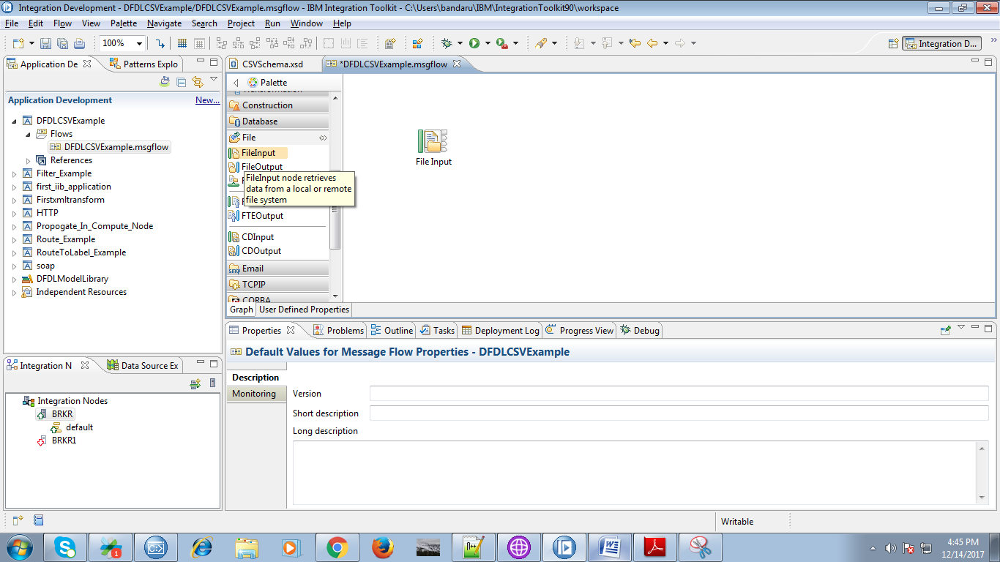 Integration Development - DFDLCSVExample/DFDLCSVExample.msgflow - IBM Integration Toolkit - C:\Users\bandaru\IBM\IntegrationToolkit90\workspace
File Edit Flow View Palette Navigate Search Project Run Window Help
100%
Integration D...
Application De
Patterns Explo
Application Development
New...
DFDLCSVExample
Flows
DFDLCSVExample.msgflow
References
Filter_Example
first_iib_application
Firstxmltransform
HTTP
Propogate_In_Compute_Node
Route_Example
RouteToLabel_Example
soap
DFDLModelLibrary
Independent Resources
Integration N
Data Source Ex
Integration Nodes
BRKR
default
BRKR1
CSVSchema.xsd
*DFDLCSVExample.msgflow
Palette
Transformation
Construction
Database
File
FileInput
FileOutput
FileInput node retrieves
data from a local or remote
file system
FTEOutput
CDInput
CDOutput
Email
TCPIP
CORBA
File Input
Graph
User Defined Properties
Properties
Problems
Outline
Tasks
Deployment Log
Progress View
Debug
Default Values for Message Flow Properties - DFDLCSVExample
Description
Monitoring
Version
Short description
Long description
Writable
4:45 PM
12/14/2017